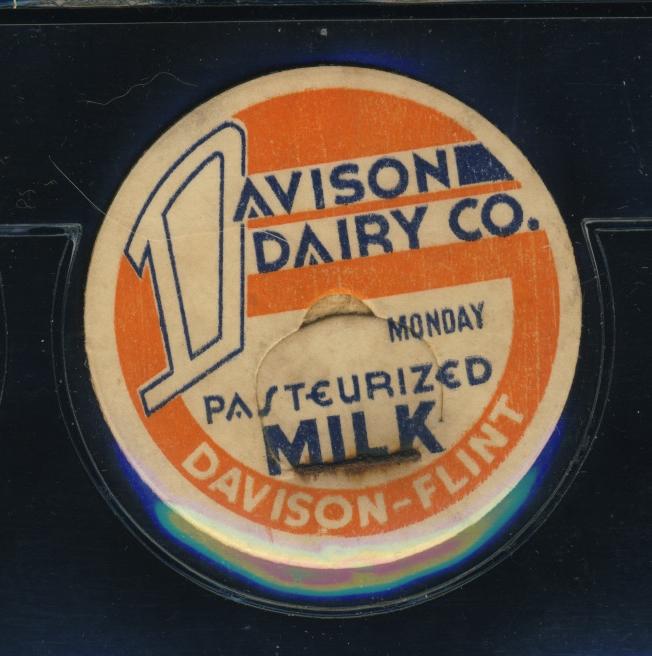 DAVISON
DAIRY CO.
MONDAY
PASTEURIZED
MILK
DAVISON-FLINT